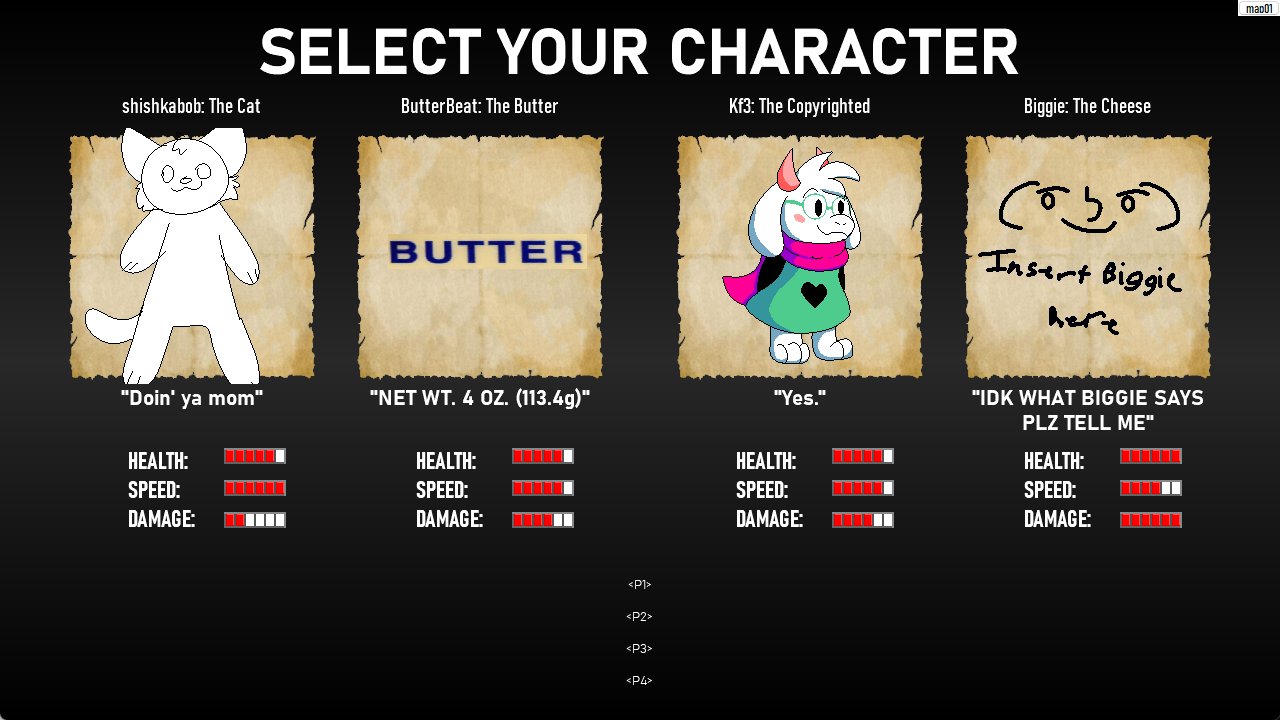 map01
SELECT YOUR CHARACTER
shishkabob: The Cat
ButterBeat: The Butter
Kf3: The Copyrighted
Biggie: The Cheese
BUTTER
Insert Biggie
here
"Doin' ya mom"
"NET WT. 4 OZ. (113.4g)"
"Yes."
"IDK WHAT BIGGIE SAYS
PLZ TELL ME"
HEALTH:
SPEED:
DAMAGE:
HEALTH:
SPEED:
DAMAGE:
HEALTH:
SPEED:
DAMAGE:
HEALTH:
SPEED:
DAMAGE:
<P1>
<P2>
<P3>
<P4>